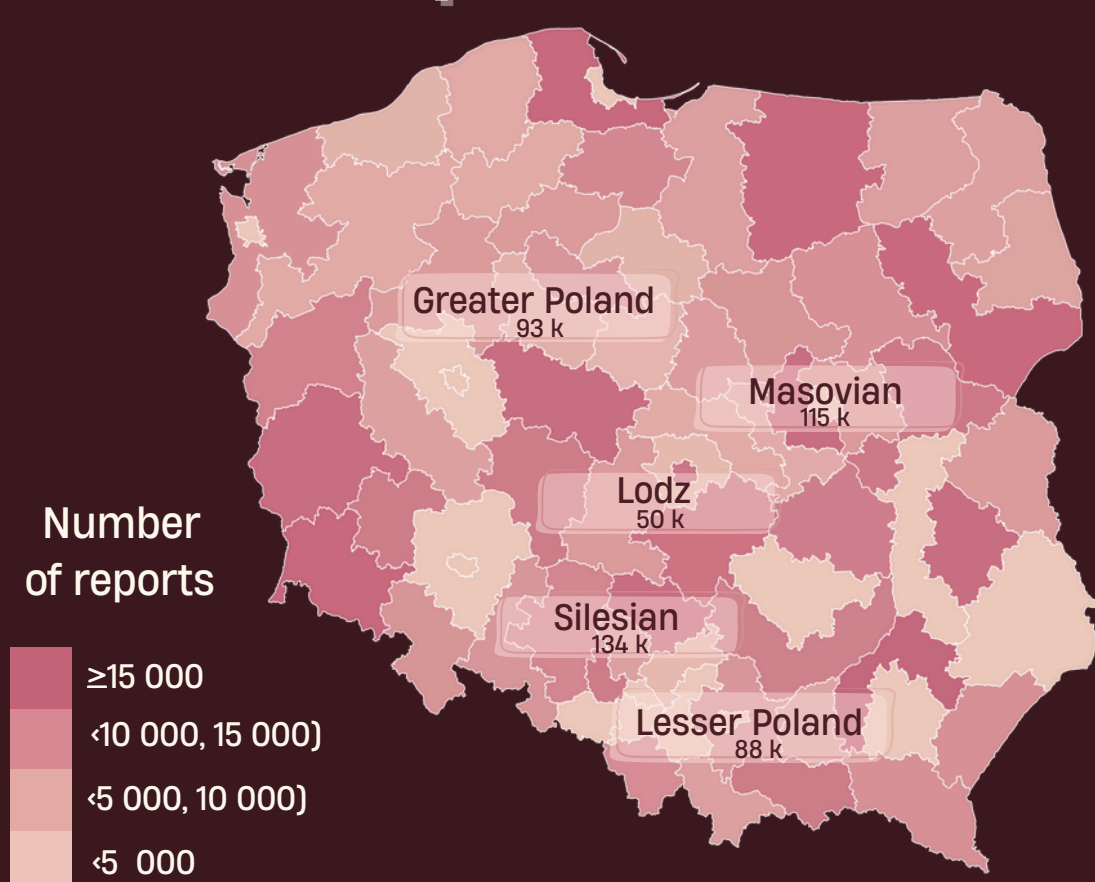 Greater Poland
93 k
Masovian
115 k
Lodz
50 k
Silesian
134 k
Lesser Poland
88 k
Number
of reports
≥15 000
<10 000, 15 000)
<5 000, 10 000)
<5 000